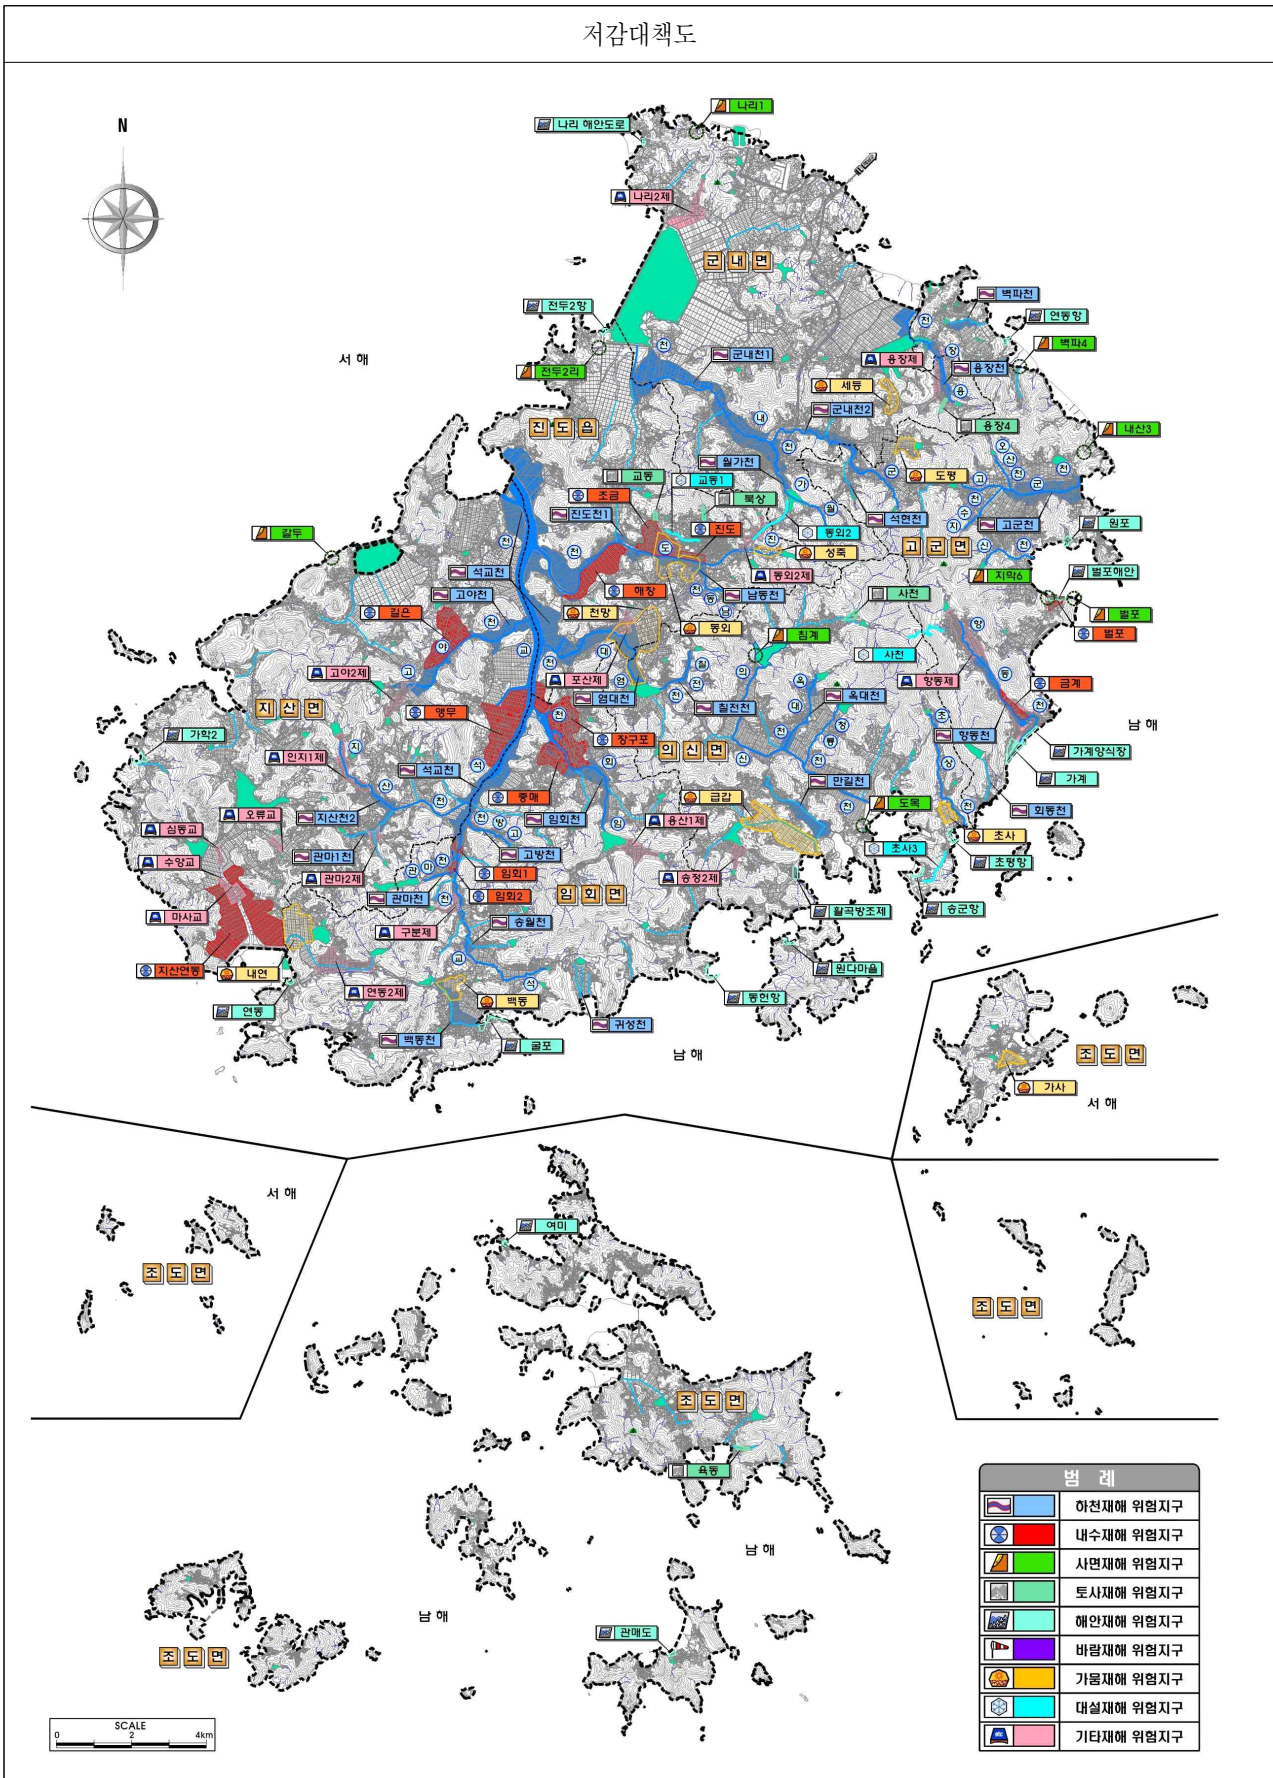 저감대책도
나리1
나리 해안도로
N
나리2제
군내면
벽파천
전두2항
연동항
서해
군내천1
용장제
벽파4
용장천
전두2리
세등
군내천2
용장4
진도읍
내산3
월가천
교동
교동1
도평
조금
북상
진도천1
진도
동외2
석현천
고군천
원포
갈두
성죽
고군면
석교천
동외2제
지막6
벌포해안
고야천
해창
남동천
사천
벌포
길은
천망
동외
침계
벌포
사천
고야2제
포산제
향동제
금계
염대천
칠전천
욱대천
지산면
앵무
남해
장구포
의신면
향동천
가학2
가계양식장
인지1제
석교천
만길천
가계
중매
급갑
도목
회동천
지산천2
임회천
오류교
심동교
용산1제
초사
관마1천
고방천
초사3
초평항
수양교
관마2제
임회1
송정2제
마사교
관마천
임회2
임회면
활곡방조제
송군항
구분제
송월천
지산연동
내연
원다마을
연동2제
백동
동헌항
연동
귀성천
백동천
굴포
남해
조도면
가사
서해
서해
여미
조도면
조도면
조도면
육동
남해
남해
관매도
조도면
범 례
하천재해 위험지구
내수재해 위험지구
사면재해 위험지구
토사재해 위험지구
해안재해 위험지구
바람재해 위험지구
가뭄재해 위험지구
대설재해 위험지구
기타재해 위험지구
SCALE
0 2 4km